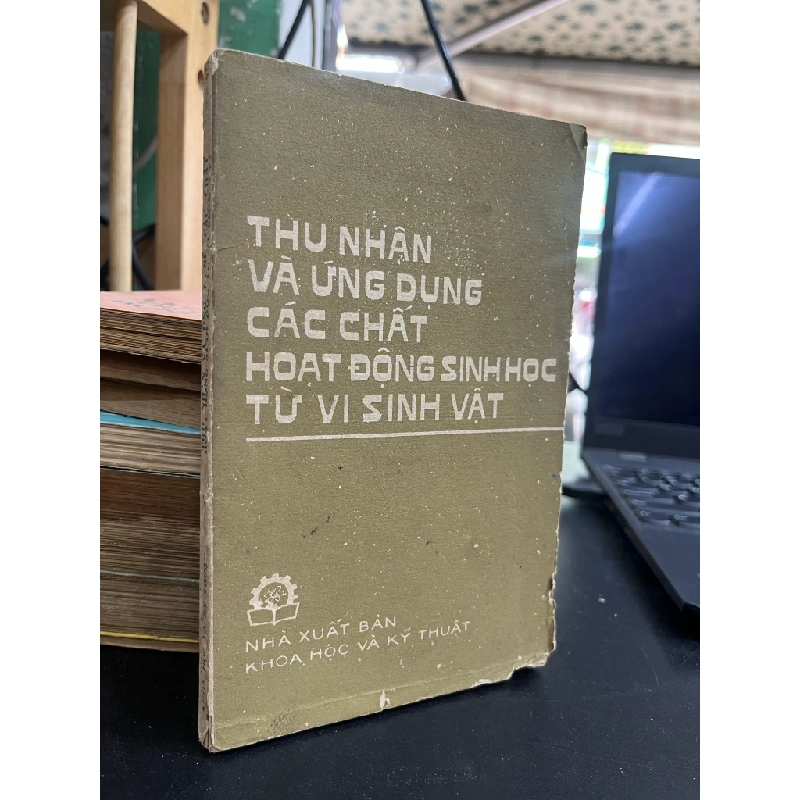 THU NHẬN
VÀ ỨNG DỤNG
CÁC CHẤT
HOẠT ĐỘNG SINH HỌC
TỪ VI SINH VẬT
NHÀ XUẤT BẢN
KHOA HỌC VÀ KỸ THUẬT